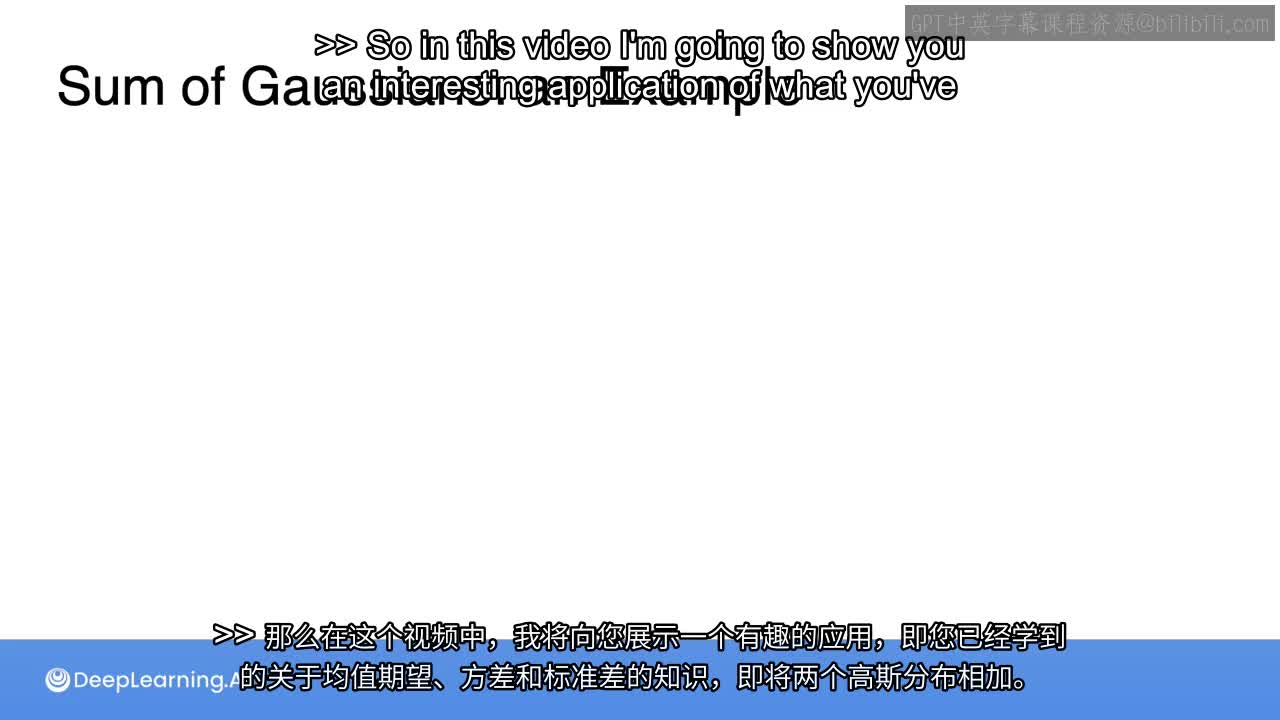 GPT中英字幕课程资源@bilibili.com
>> So in this video I'm going to show you
an interesting application of what you've
Sum of Gaussians: an Example
>> 那么在这个视频中，我将向您展示一个有趣的应用，即您已经学到
的关于均值期望、方差和标准差的知识，即将两个高斯分布相加。
DeepLearning.A